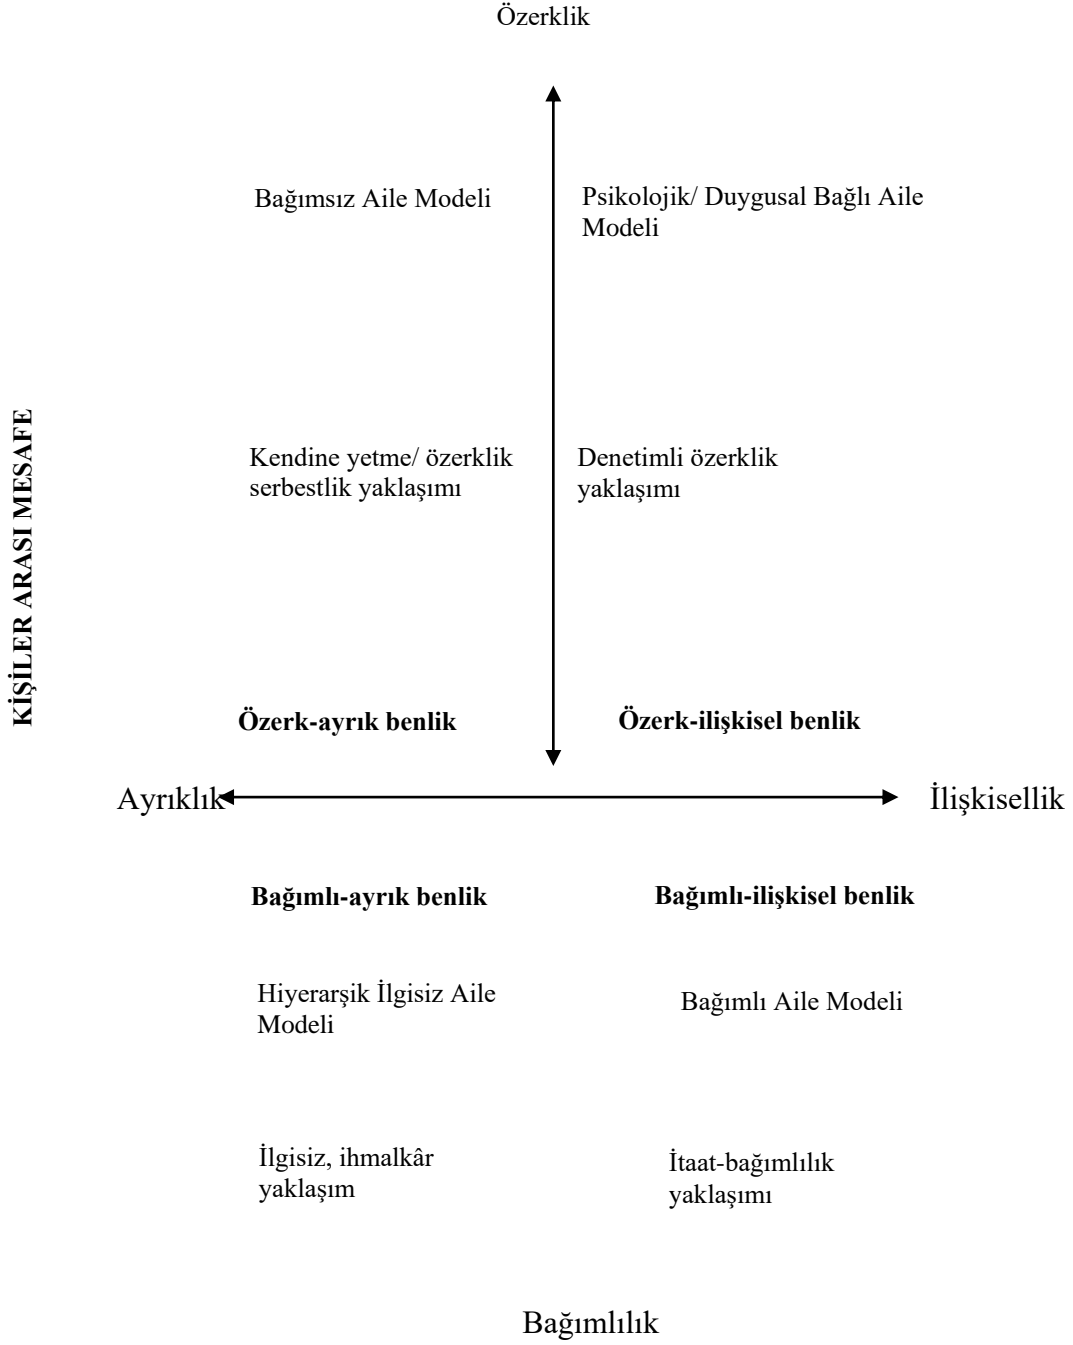 Özerklik
Bağımsız Aile Modeli
Psikolojik/ Duygusal Bağlı Aile
Modeli
KİŞİLER ARASI MESAFE
Kendine yetme/ özerklik
serbestlik yaklaşımı
Denetimli özerklik
yaklaşımı
Özerk-ayrık benlik
Özerk-ilişkisel benlik
Ayrıklık
İlişkisellik
Bağımlı-ayrık benlik
Bağımlı-ilişkisel benlik
Hiyerarşik İlgisiz Aile
Modeli
Bağımlı Aile Modeli
İlgisiz, ihmalkâr
yaklaşım
İtaat-bağımlılık
yaklaşımı
Bağımlılık